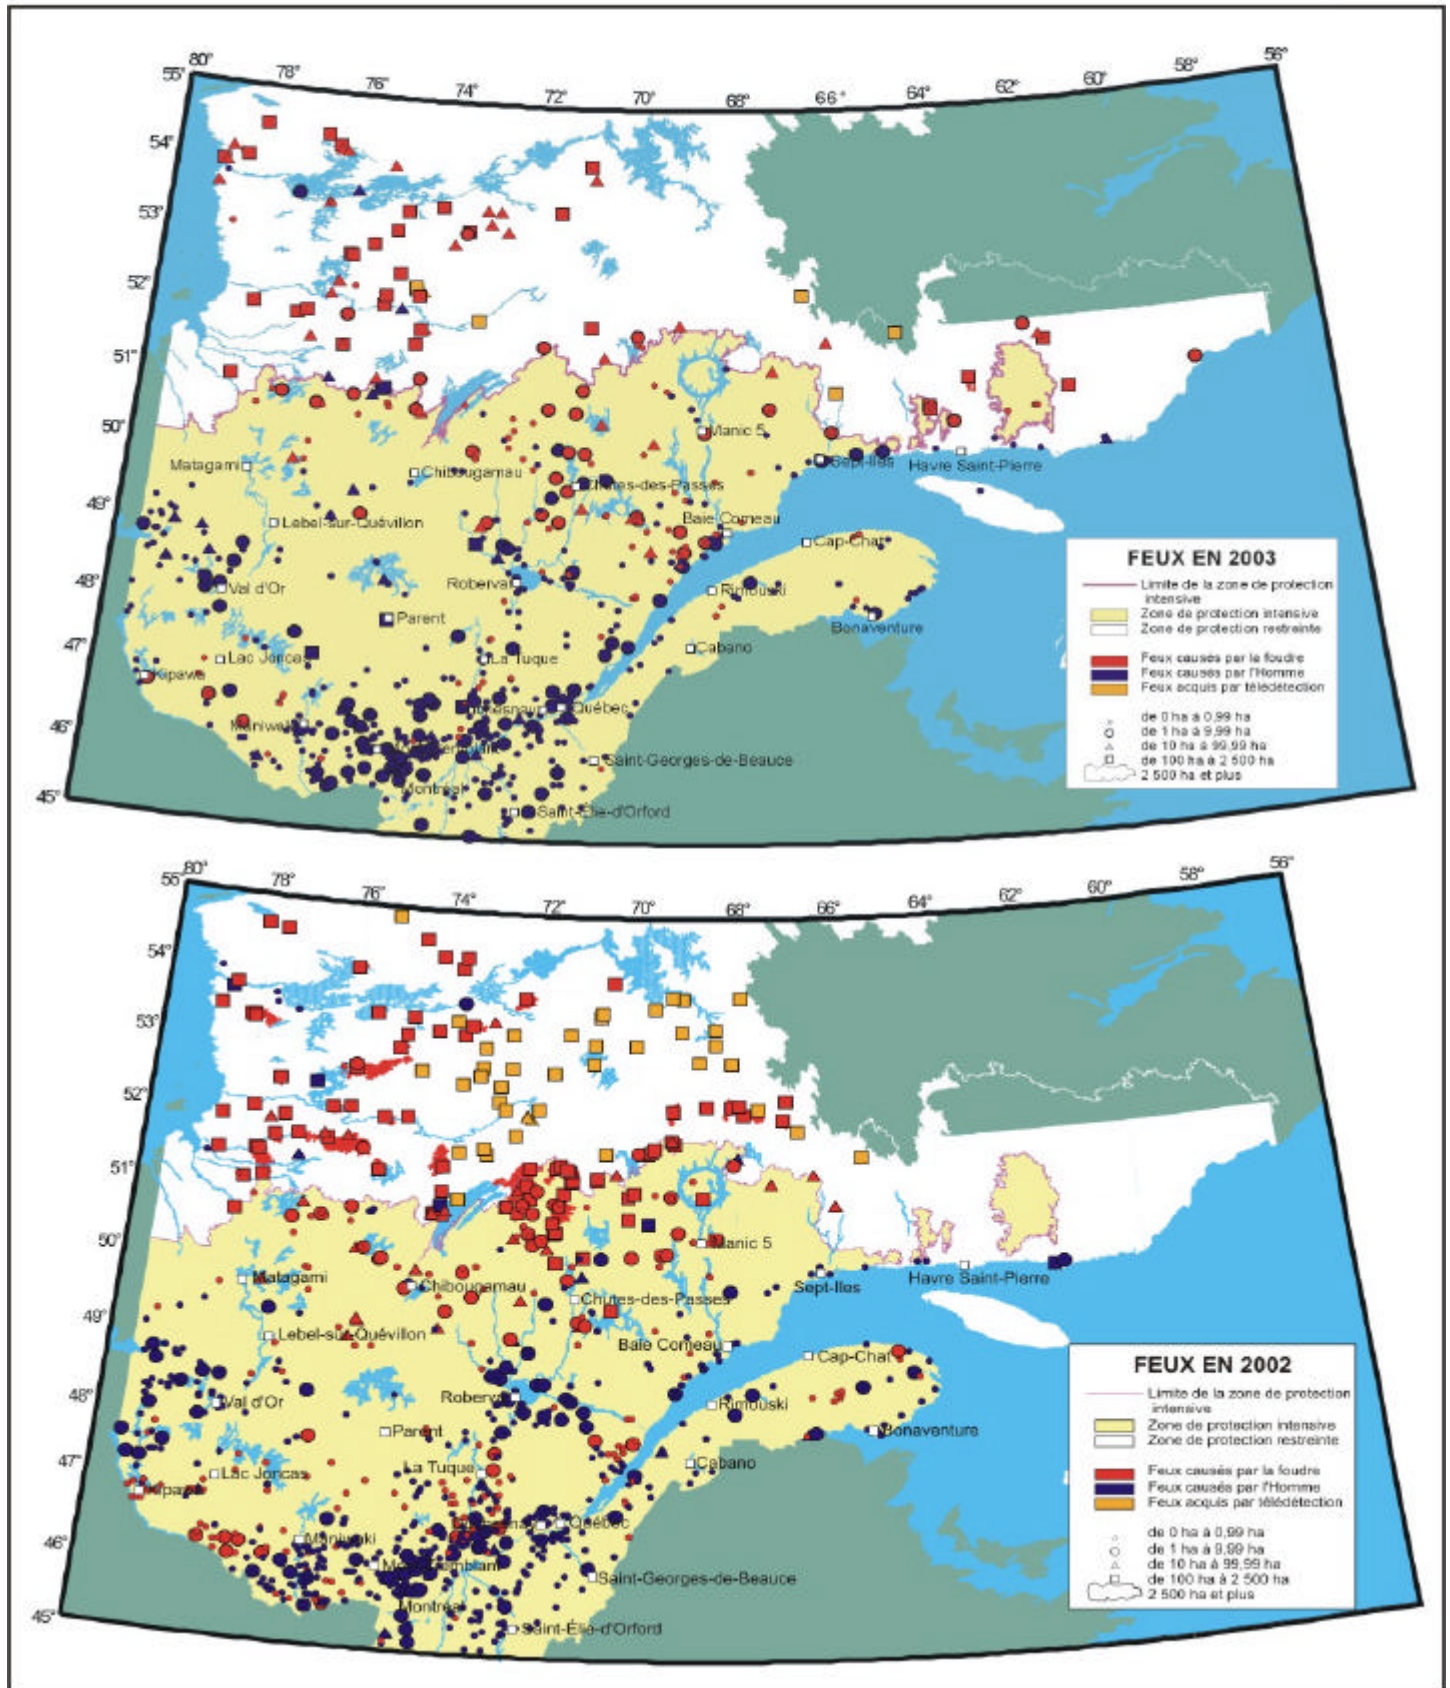 80°
78°
76°
74°
72°
70°
68°
66°
64°
62°
60°
58°
56°
55°
54°
53°
52°
51°
50°
49°
48°
47°
46°
45°
Manic 5
Matagami
Chibougamau
Sept-Iles
Havre Saint-Pierre
Chutes-des-Passes
Lebel-sur-Quévillon
Baie Comeau
Cap-Chat
Val d'Or
Roberval
Rimouski
Parent
Bonaventure
Lac Joncas
La Tuque
Cabano
Kipawa
Québec
Maniwaki
Saint-Georges-de-Beauce
Montréal
Saint-Élie-d'Orford
FEUX EN 2003
Limite de la zone de protection
intensive
Zone de protection intensive
Zone de protection restreinte
Feux causés par la foudre
Feux causés par l'Homme
Feux acquis par télédétection
de 0 ha à 0,99 ha
de 1 ha à 9,99 ha
de 10 ha à 99,99 ha
de 100 ha à 2 500 ha
2 500 ha et plus
80°
78°
76°
74°
72°
70°
68°
66°
64°
62°
60°
58°
56°
55°
54°
53°
52°
51°
50°
49°
48°
47°
46°
45°
Manic 5
Matagami
Chibougamau
Sept-Iles
Havre Saint-Pierre
Chutes-des-Passes
Lebel-sur-Quévillon
Baie Comeau
Cap-Chat
Val d'Or
Roberval
Rimouski
Parent
Bonaventure
Lac Joncas
La Tuque
Cabano
Kipawa
Québec
Maniwaki
Mont-Tremblant
Saint-Georges-de-Beauce
Montréal
Saint-Élie-d'Orford
FEUX EN 2002
Limite de la zone de protection
intensive
Zone de protection intensive
Zone de protection restreinte
Feux causés par la foudre
Feux causés par l'Homme
Feux acquis par télédétection
de 0 ha à 0,99 ha
de 1 ha à 9,99 ha
de 10 ha à 99,99 ha
de 100 ha à 2 500 ha
2 500 ha et plus